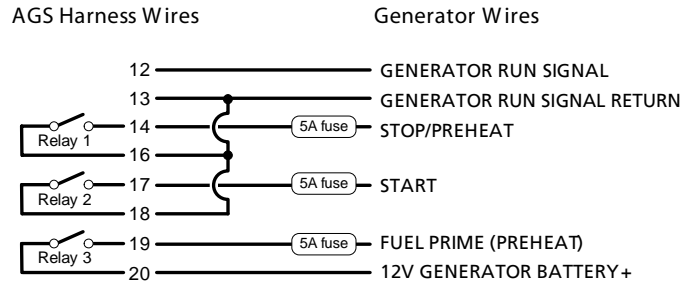 AGS Harness Wires Generator Wires
12 GENERATOR RUN SIGNAL
13 GENERATOR RUN SIGNAL RETURN
Relay 1 14 5A fuse STOP/PREHEAT
16
Relay 2 17 5A fuse START
18
Relay 3 19 5A fuse FUEL PRIME (PREHEAT)
20 12V GENERATOR BATTERY+